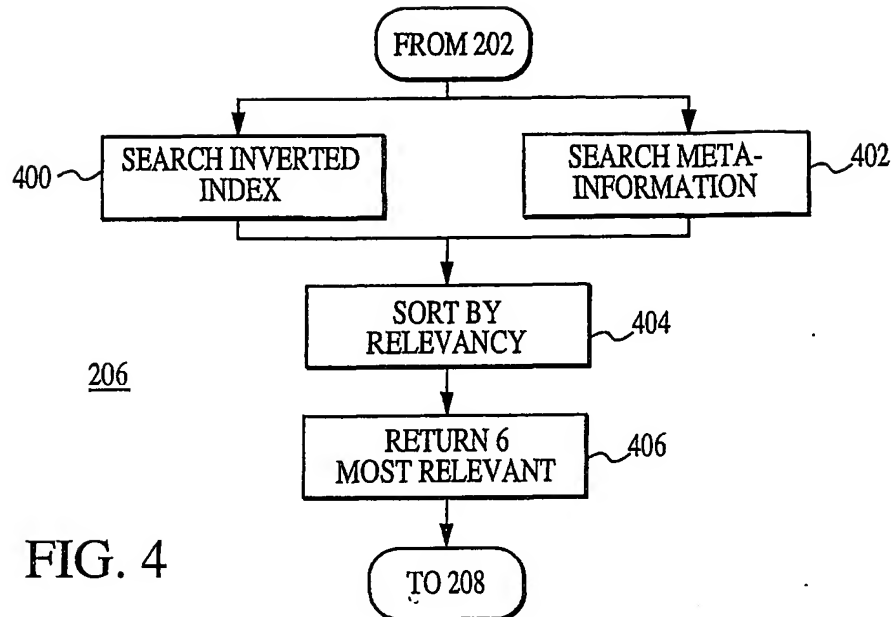 FROM 202
400
SEARCH INVERTED
INDEX
SEARCH META-
INFORMATION
402
SORT BY
RELEVANCY
404
206
RETURN 6
MOST RELEVANT
406
FIG. 4
TO 208